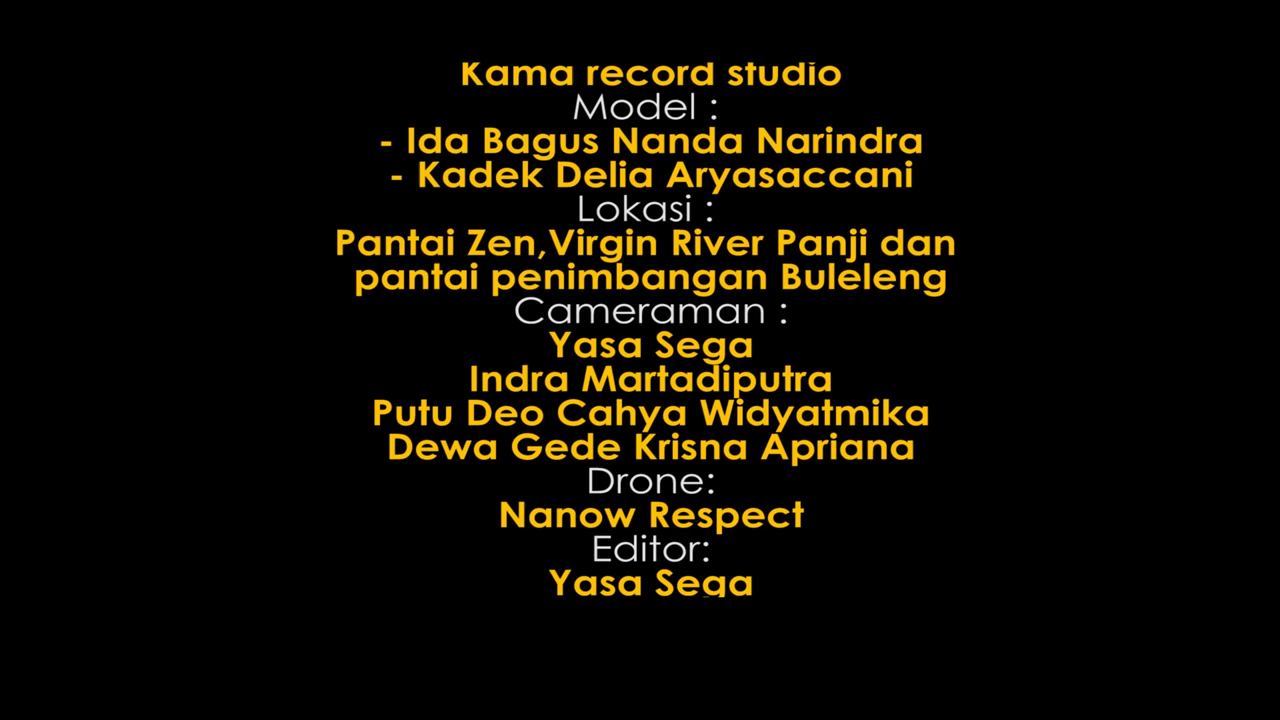 Kama record studio
Model :
- Ida Bagus Nanda Narindra
- Kadek Delia Aryasaccani
Lokasi :
Pantai Zen,Virgin River Panji dan
pantai penimbangan Buleleng
Cameraman :
Yasa Sega
Indra Martadiputra
Putu Deo Cahya Widyatmika
Dewa Gede Krisna Apriana
Drone:
Nanow Respect
Editor:
Yasa Sega